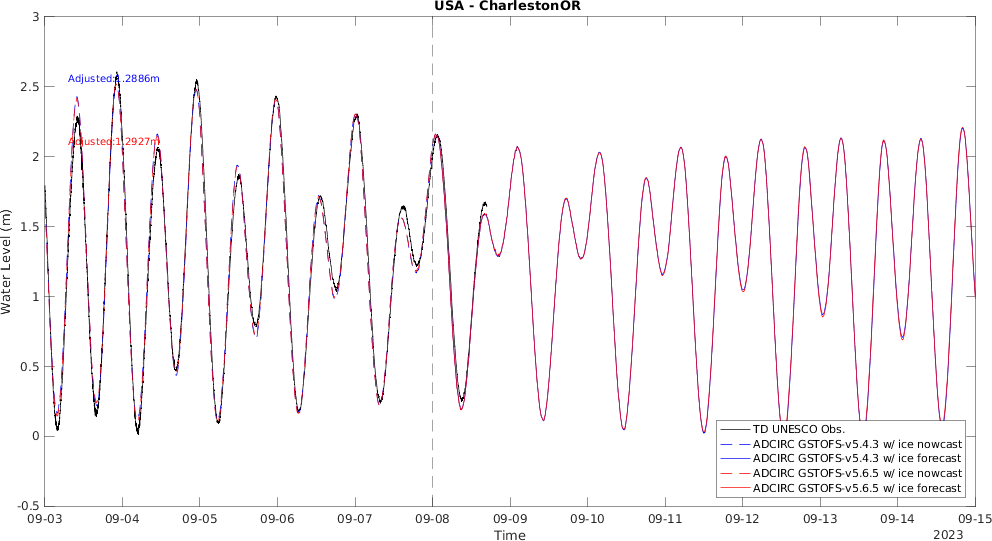 USA - CharlestonOR
3
2.5
2
1.5
1
0.5
0
-0.5
Water Level (m)
Adjusted:1.2886m
Adjusted:1.2927m
TD UNESCO Obs.
ADCIRC GSTOFS-v5.4.3 w/ ice nowcast
ADCIRC GSTOFS-v5.4.3 w/ ice forecast
ADCIRC GSTOFS-v5.6.5 w/ ice nowcast
ADCIRC GSTOFS-v5.6.5 w/ ice forecast
09-03 09-04 09-05 09-06 09-07 09-08 09-09 09-10 09-11 09-12 09-13 09-14 09-15
Time
2023